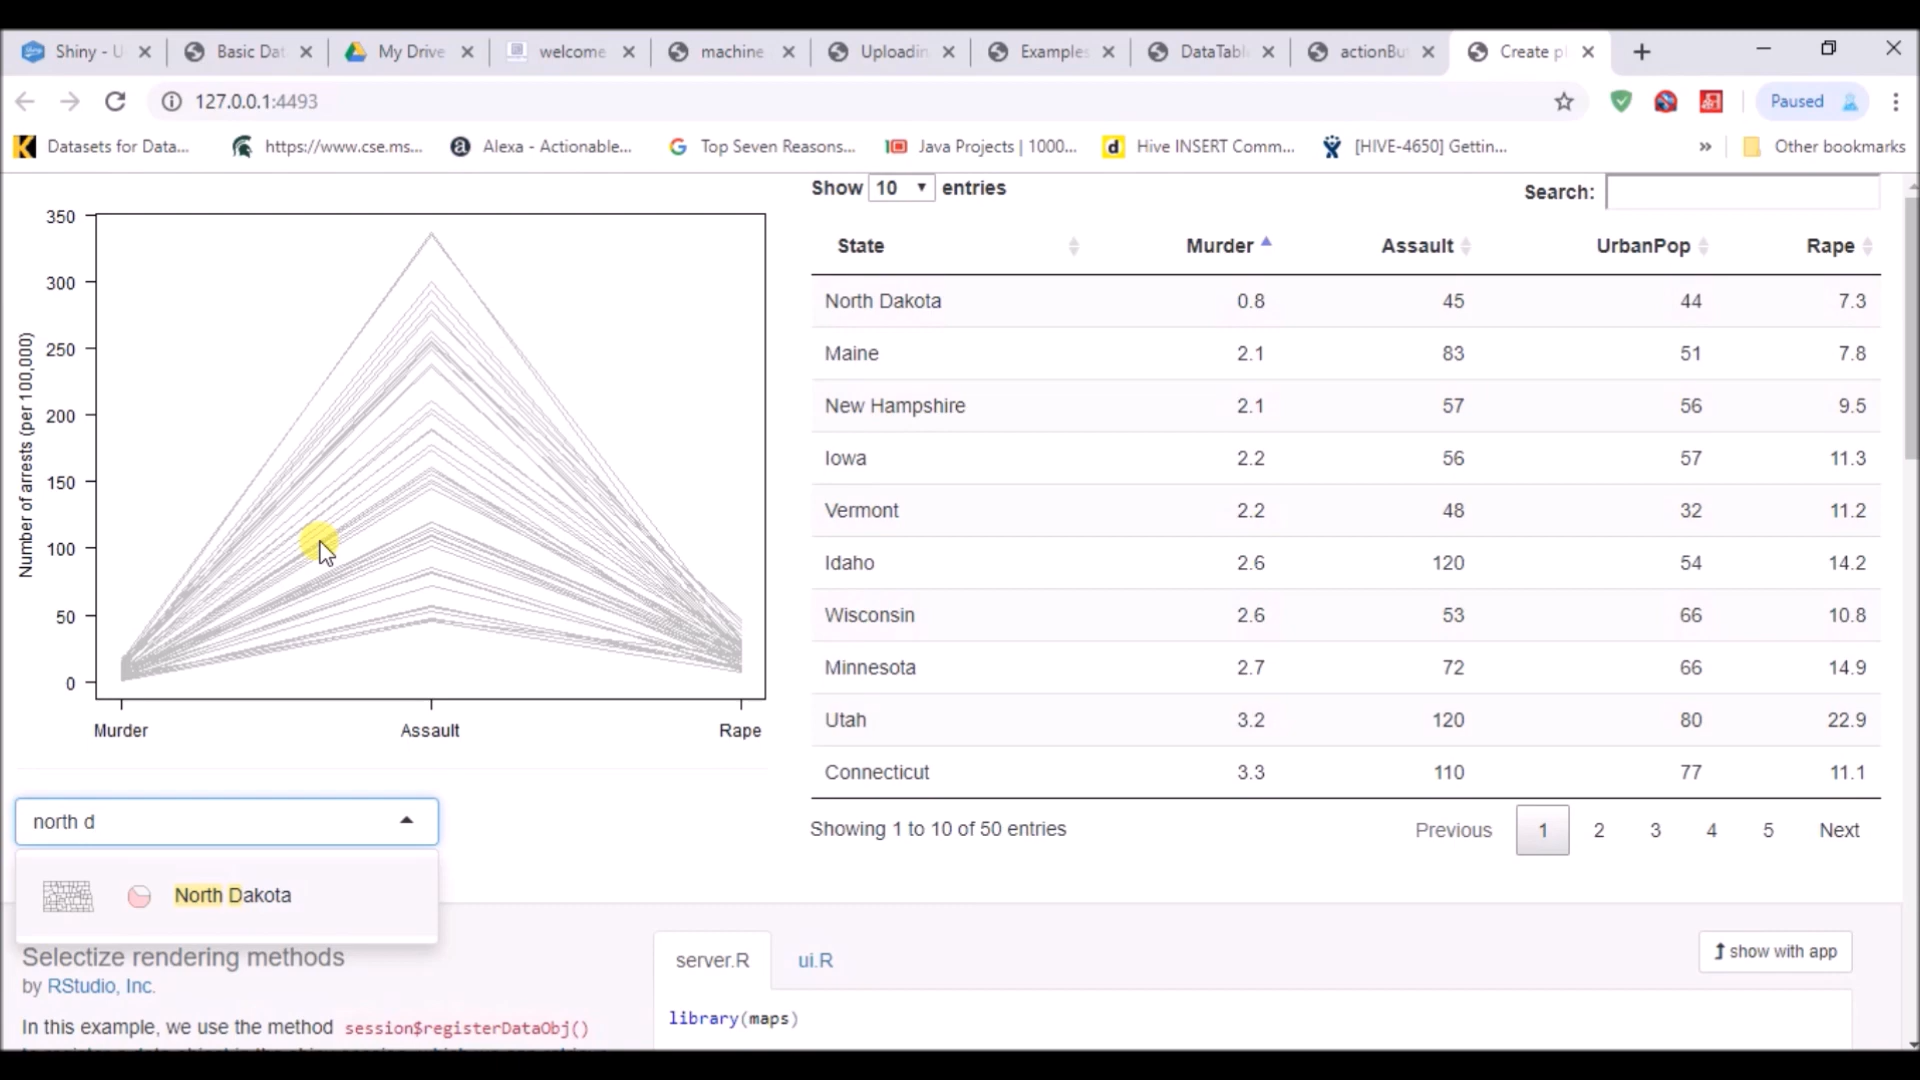 Shiny - U
Basic Dat
My Drive
welcome
machine
Uploadin
Examples
DataTabl
actionBu
Create pl
127.0.0.1:4493
Paused
Datasets for Data...
https://www.cse.ms...
Alexa - Actionable...
Top Seven Reasons...
Java Projects | 1000...
Hive INSERT Comm...
[HIVE-4650] Gettin...
»
Other bookmarks
350
300
250
200
150
100
50
0
Number of arrests (per 100,000)
Murder Assault Rape
north d
North Dakota
Show 10 entries
Search:
State Murder Assault UrbanPop Rape
North Dakota 0.8 45 44 7.3
Maine 2.1 83 51 7.8
New Hampshire 2.1 57 56 9.5
Iowa 2.2 56 57 11.3
Vermont 2.2 48 32 11.2
Idaho 2.6 120 54 14.2
Wisconsin 2.6 53 66 10.8
Minnesota 2.7 72 66 14.9
Utah 3.2 120 80 22.9
Connecticut 3.3 110 77 11.1
Showing 1 to 10 of 50 entries
Previous 1 2 3 4 5 Next
Selectize rendering methods
by RStudio, Inc.
In this example, we use the method session$registerDataObj()
server.R ui.R
show with app
library(maps)